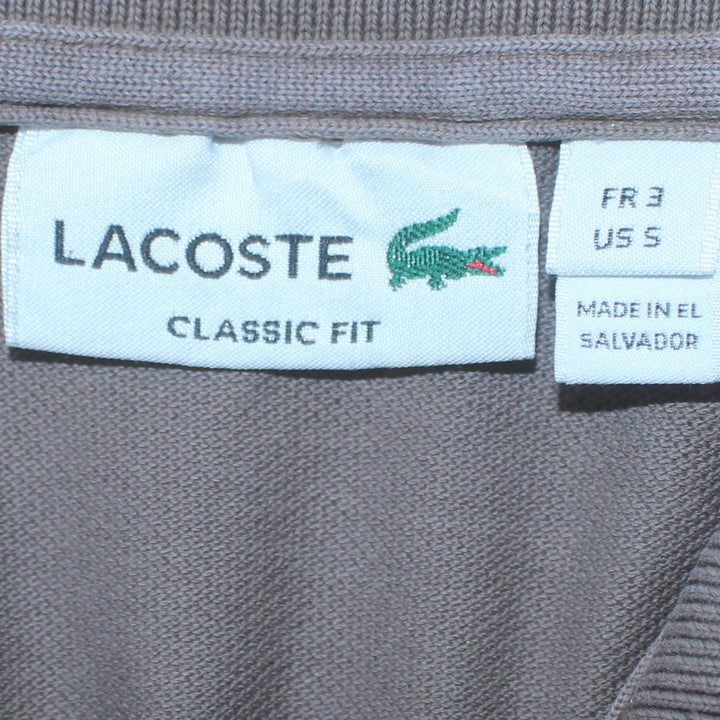 LACOSTE
CLASSIC FIT
FR 3
US S
MADE IN EL
SALVADOR